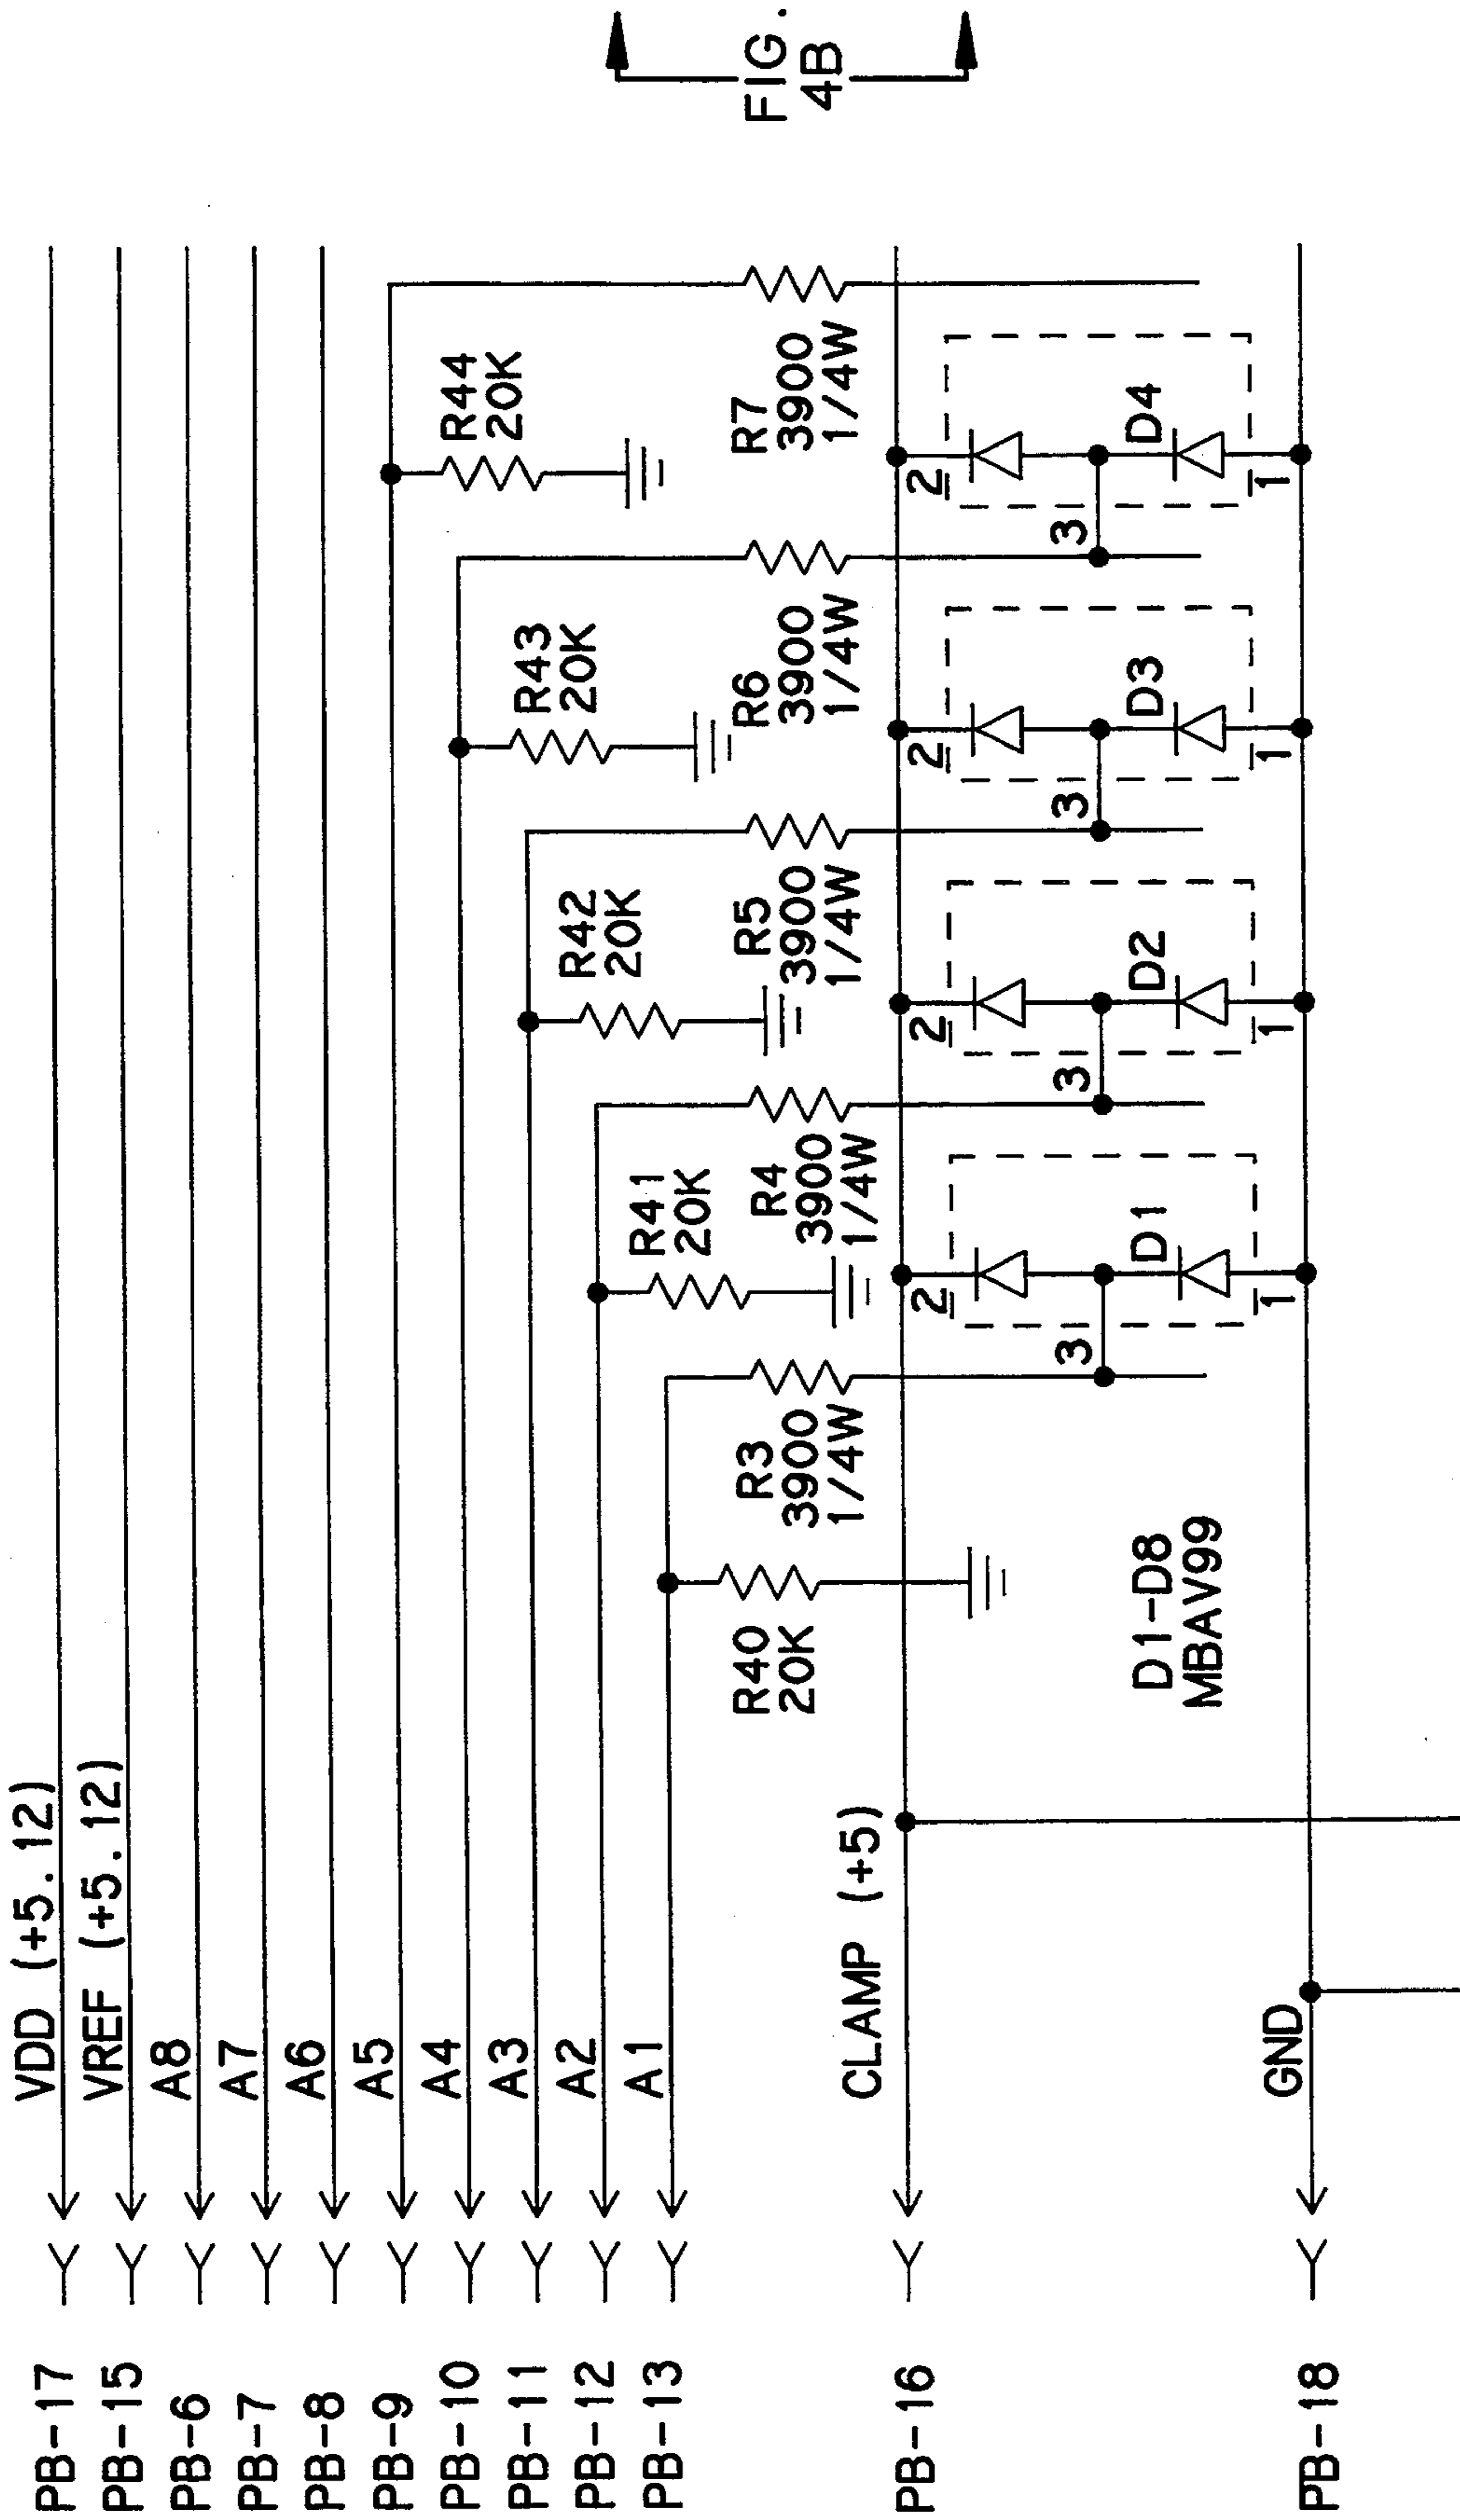 PB-17
VDD (+5.12)
PB-15
VREF (+5.12)
PB-6
A8
PB-7
A7
PB-8
A6
PB-9
A5
PB-10
A4
PB-11
A3
PB-12
A2
PB-13
A1
PB-16
CLAMP (+5)
PB-18
GND
R40
20K
R3
3900
1/4W
R41
20K
R4
3900
1/4W
R42
20K
R5
3900
1/4W
R43
20K
R6
3900
1/4W
R44
20K
R7
3900
1/4W
D1-D8
MBAV99
3
2
D1
1
3
2
D2
1
3
2
D3
1
3
2
D4
1
FIG.
4B